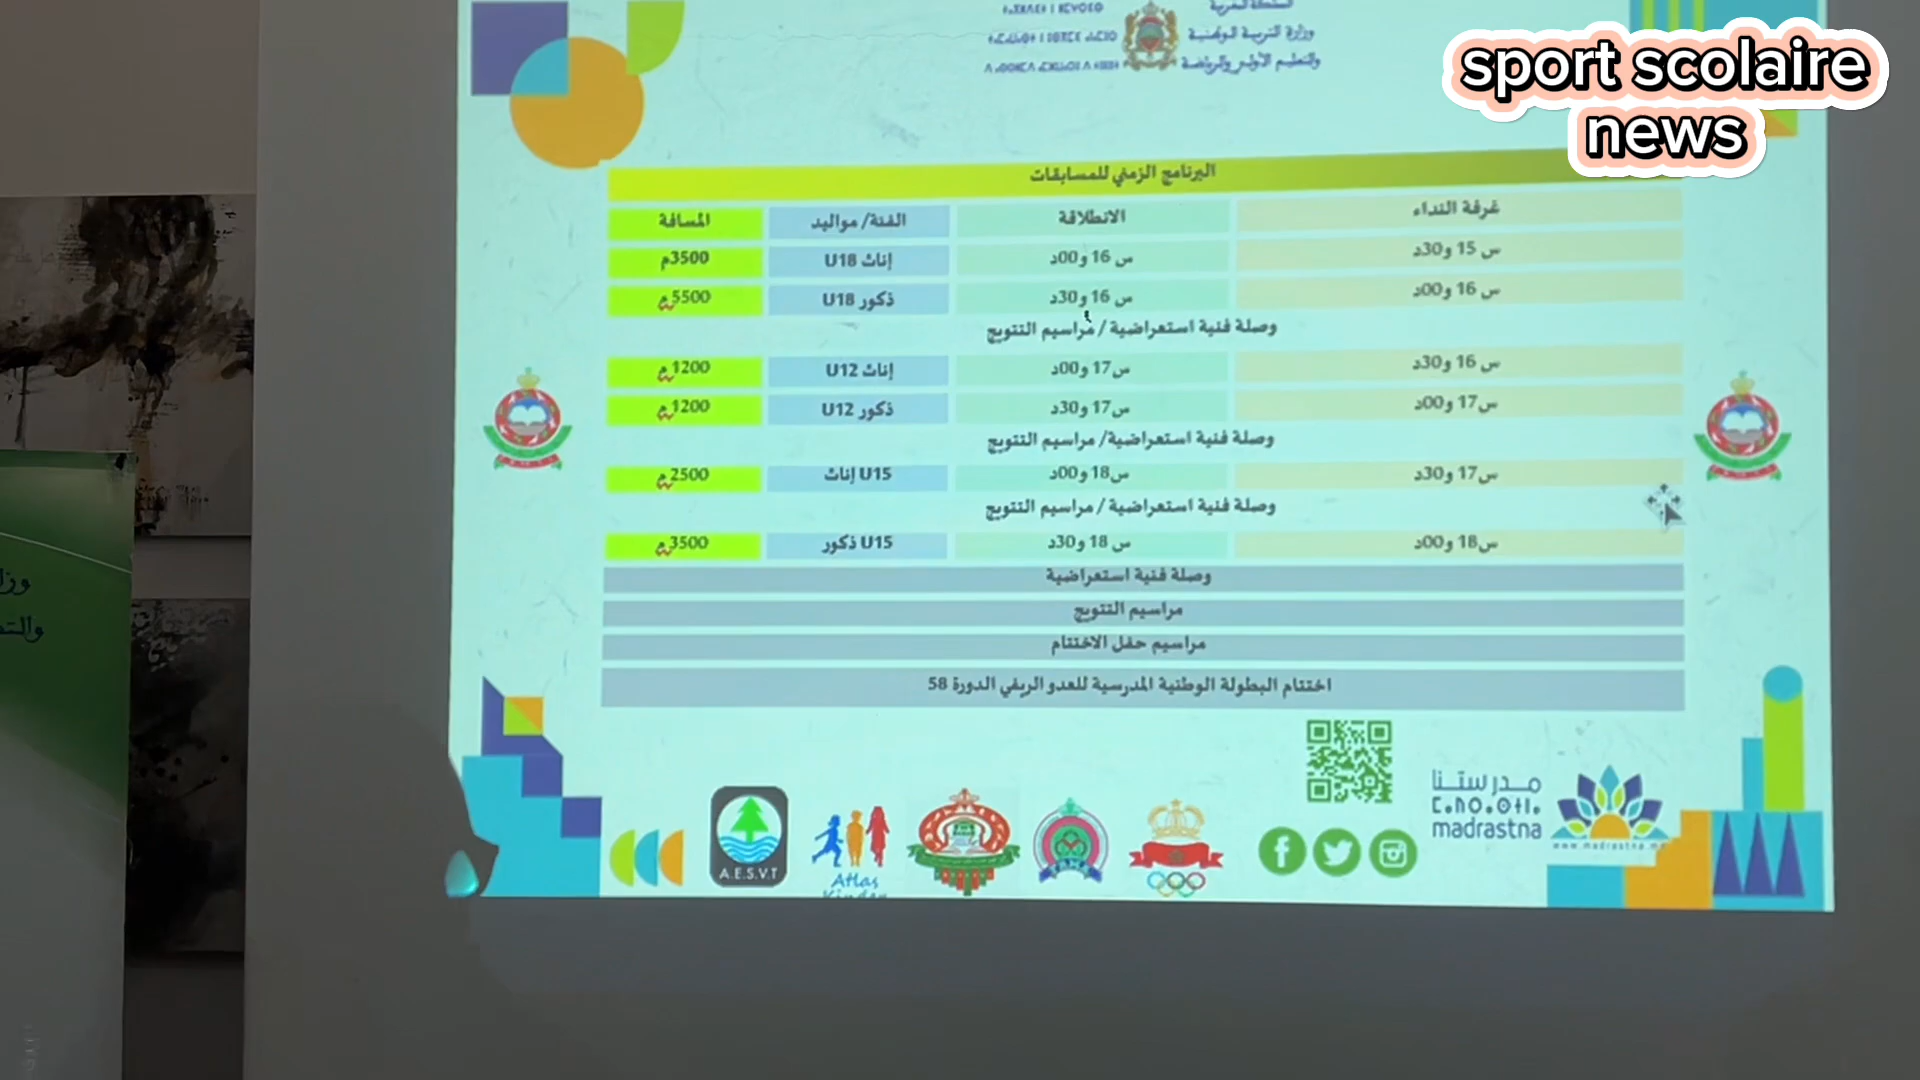 sport scolaire
news
المملكة المغربية
وزارة التربية الوطنية
والتعليم الأولي والرياضة
البرنامج الزمني للمسابقات
غرفة النداء الانطلاقة الفئة/ مواليد المسافة
س 15 و30د س 16 و00د إناث U18 3500م
س 16 و00د س 16 و30د ذكور U18 5500م
وصلة فنية استعراضية / مراسيم التتويج
س 16 و30د س 17 و00د إناث U12 1200م
س 17 و00د س 17 و30د ذكور U12 1200م
وصلة فنية استعراضية/ مراسيم التتويج
س 17 و30د س 18 و00د U15 إناث 2500م
وصلة فنية استعراضية / مراسيم التتويج
س 18 و00د س 18 و30د U15 ذكور 3500م
وصلة فنية استعراضية
مراسيم التتويج
مراسيم حفل الاختتام
اختتام البطولة الوطنية المدرسية للعدو الريفي الدورة 58
A.E.S.V.T
Atlas
مدرستنا
madrastna